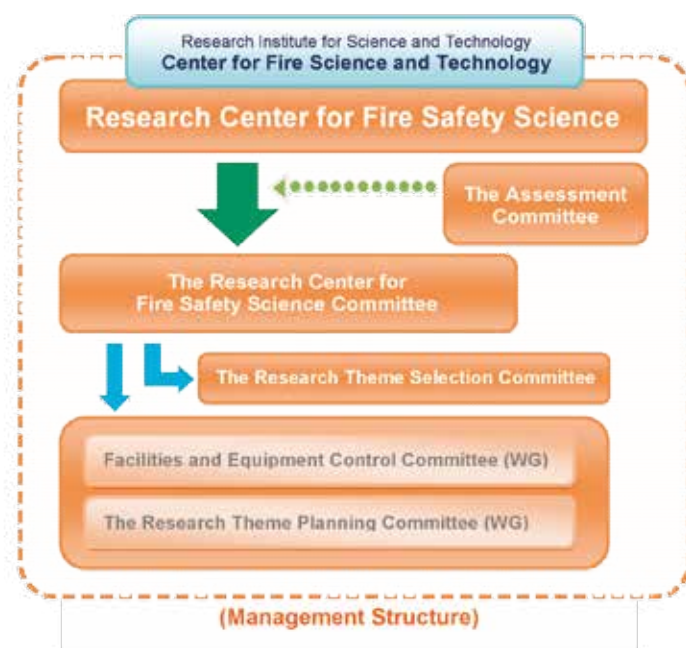 Research Institute for Science and Technology
Center for Fire Science and Technology
Research Center for Fire Safety Science
The Assessment
Committee
The Research Center for
Fire Safety Science Committee
The Research Theme Selection Committee
Facilities and Equipment Control Committee (WG)
The Research Theme Planning Committee (WG)
(Management Structure)